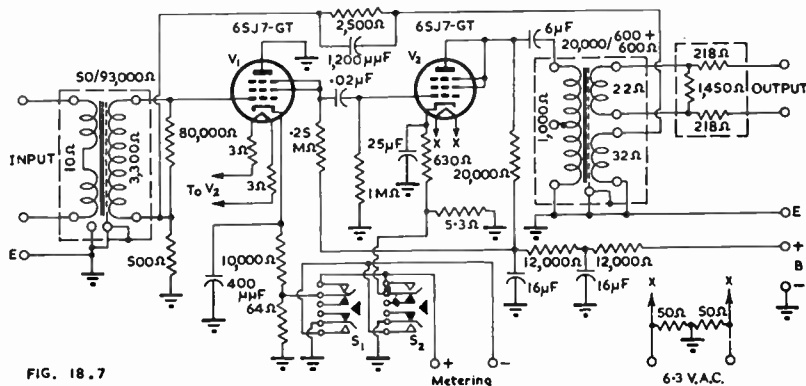 6SJ7-GT
2,500Ω
6SJ7-GT
6μF
20,000/600+600Ω
V1
1,200μμF
V2
218Ω
50/93,000Ω
.02μF
22Ω
1,450Ω
OUTPUT
INPUT
10Ω
3,300Ω
80,000Ω
3Ω
3Ω
.25 MΩ
25μF
630Ω
X X
20,000Ω
1,000Ω
32Ω
218Ω
To V2
1MΩ
E
E
500Ω
5·3Ω
10,000Ω
400 μμF
64Ω
12,000Ω
12,000Ω
+
B
-
16μF
16μF
X
X
50Ω
50Ω
S1
S2
FIG. 18.7
+
-
Metering
6·3 V.A.C.